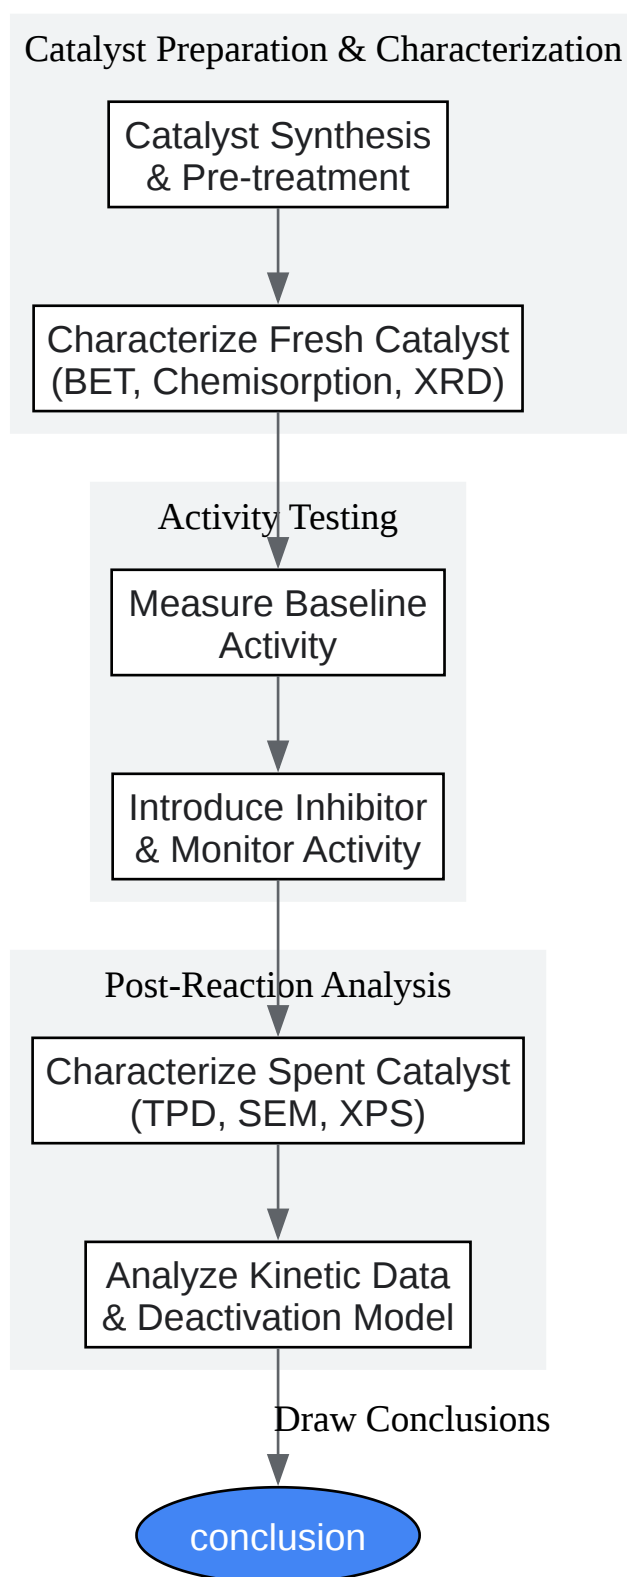 Catalyst Preparation & Characterization
Catalyst Synthesis
& Pre-treatment
Characterize Fresh Catalyst
(BET, Chemisorption, XRD)
Activity Testing
Measure Baseline
Activity
Introduce Inhibitor
& Monitor Activity
Post-Reaction Analysis
Characterize Spent Catalyst
(TPD, SEM, XPS)
Analyze Kinetic Data
& Deactivation Model
Draw Conclusions
conclusion